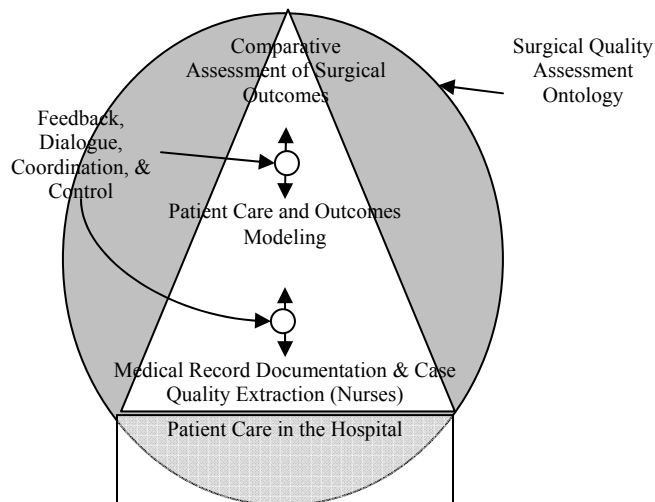 Comparative
Assessment of Surgical
Outcomes
Surgical Quality
Assessment
Ontology
Feedback,
Dialogue,
Coordination, &
Control
Patient Care and Outcomes
Modeling
Medical Record Documentation & Case
Quality Extraction (Nurses)
Patient Care in the Hospital